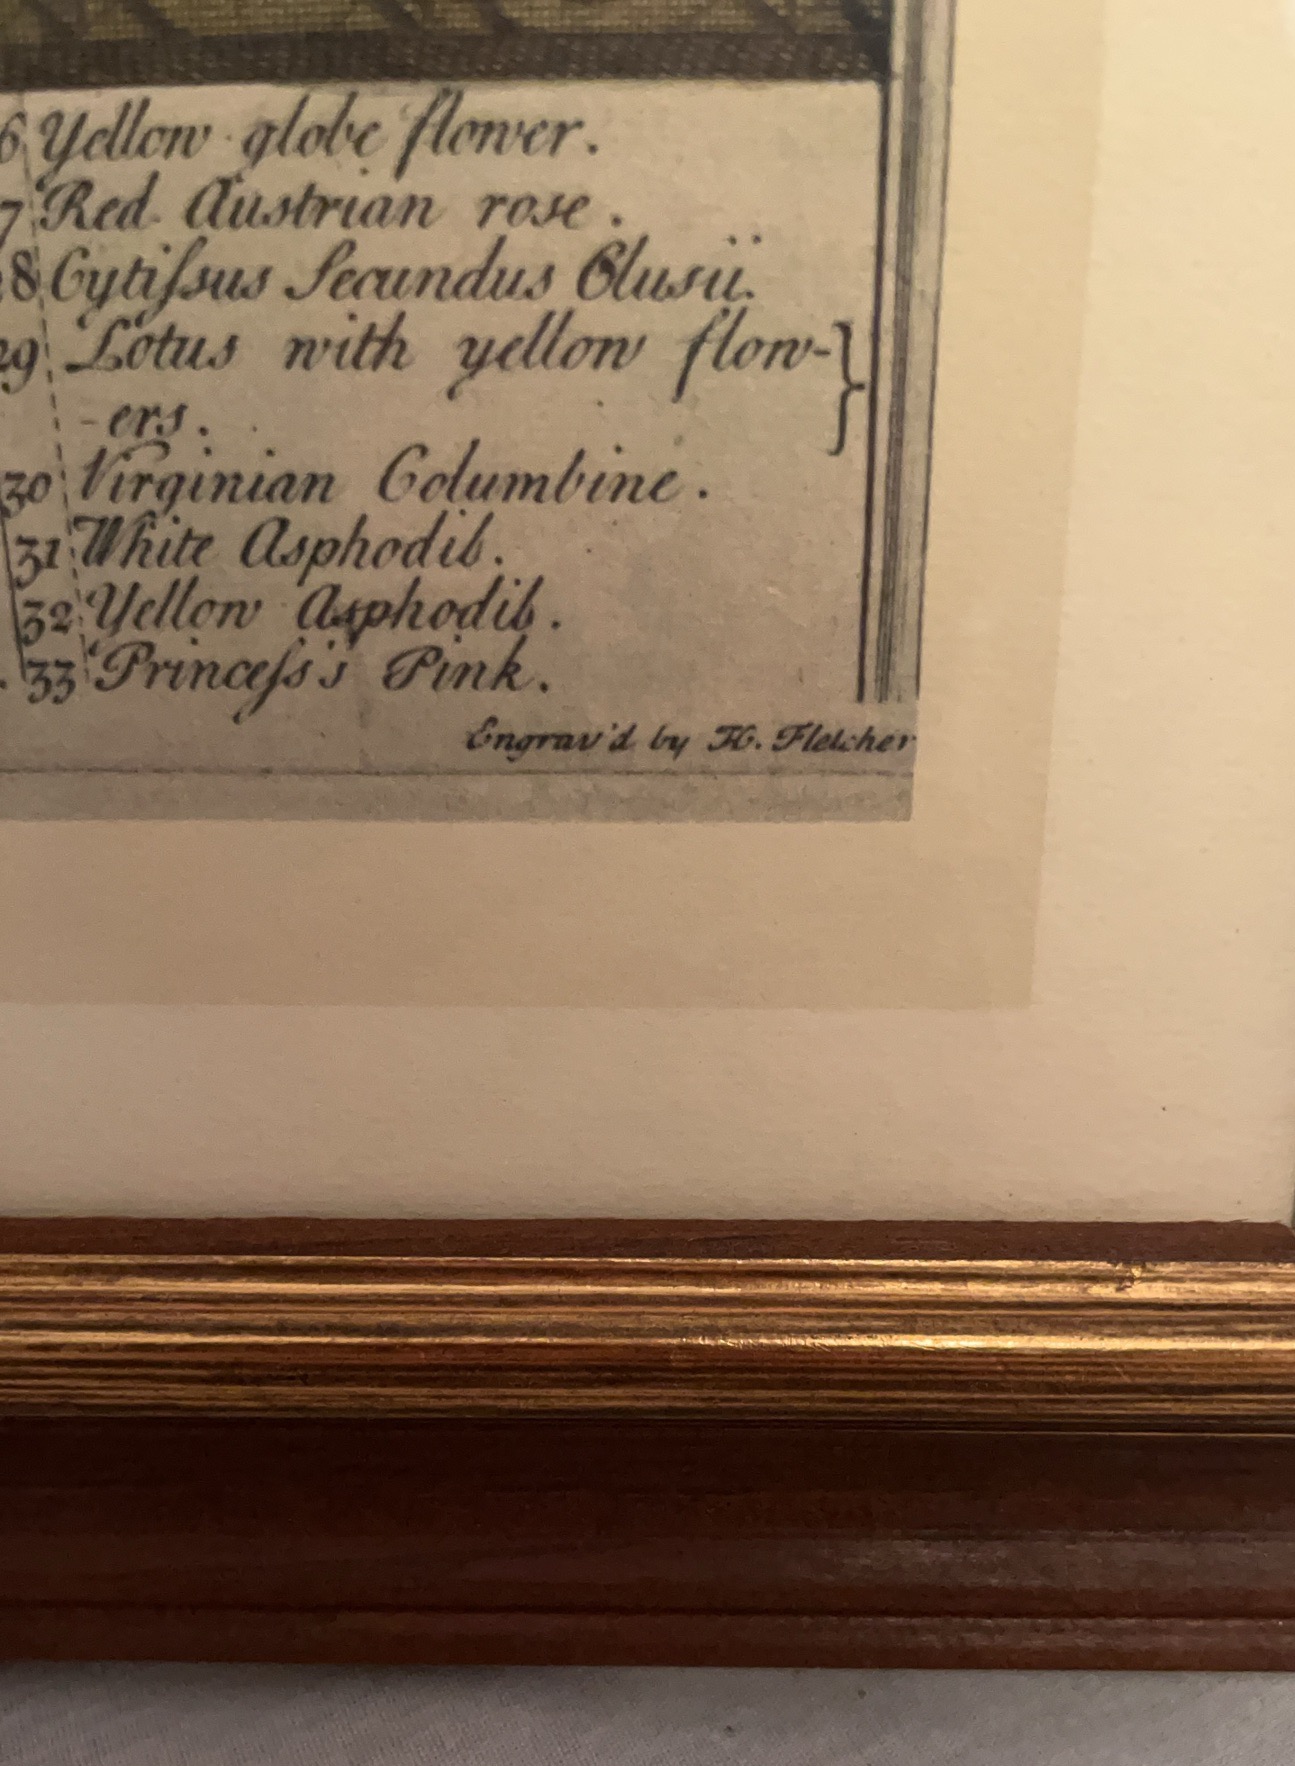 6 Yellow globe flower.
7 Red Austrian rose.
28 Cytiſsus Secundus Clusii.
29 Lotus with yellow flow-}
-ers.
30 Virginian Columbine.
31 White Asphodil.
32 Yellow Asphodil.
33 Princeſs's Pink.
Engrav'd by H. Fletcher